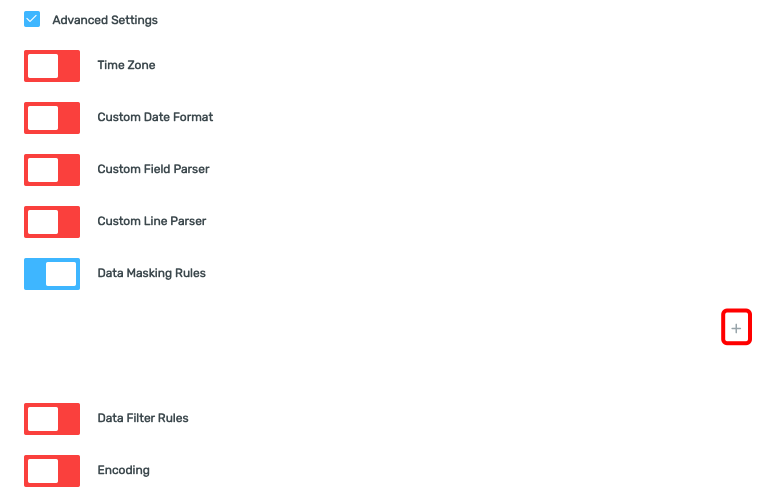 Advanced Settings
Time Zone
Custom Date Format
Custom Field Parser
Custom Line Parser
Data Masking Rules
+
Data Filter Rules
Encoding